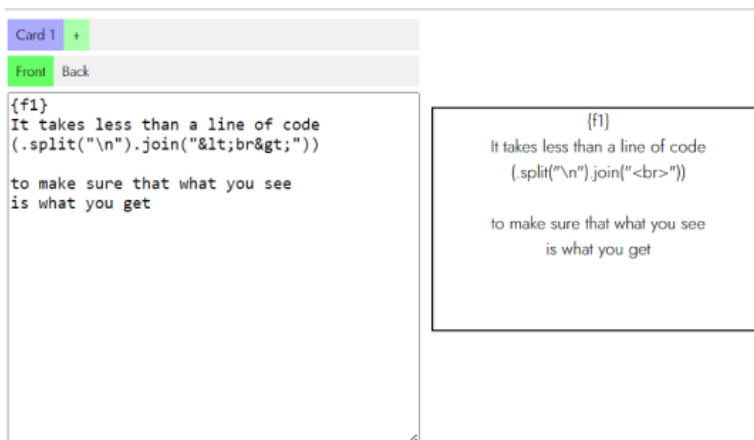 Card 1 +
Front Back
{f1}
It takes less than a line of code
(.split("\n").join("&lt;br&gt;"))
to make sure that what you see
is what you get
{f1}
It takes less than a line of code
(.split("\n").join("<br>"))
to make sure that what you see
is what you get